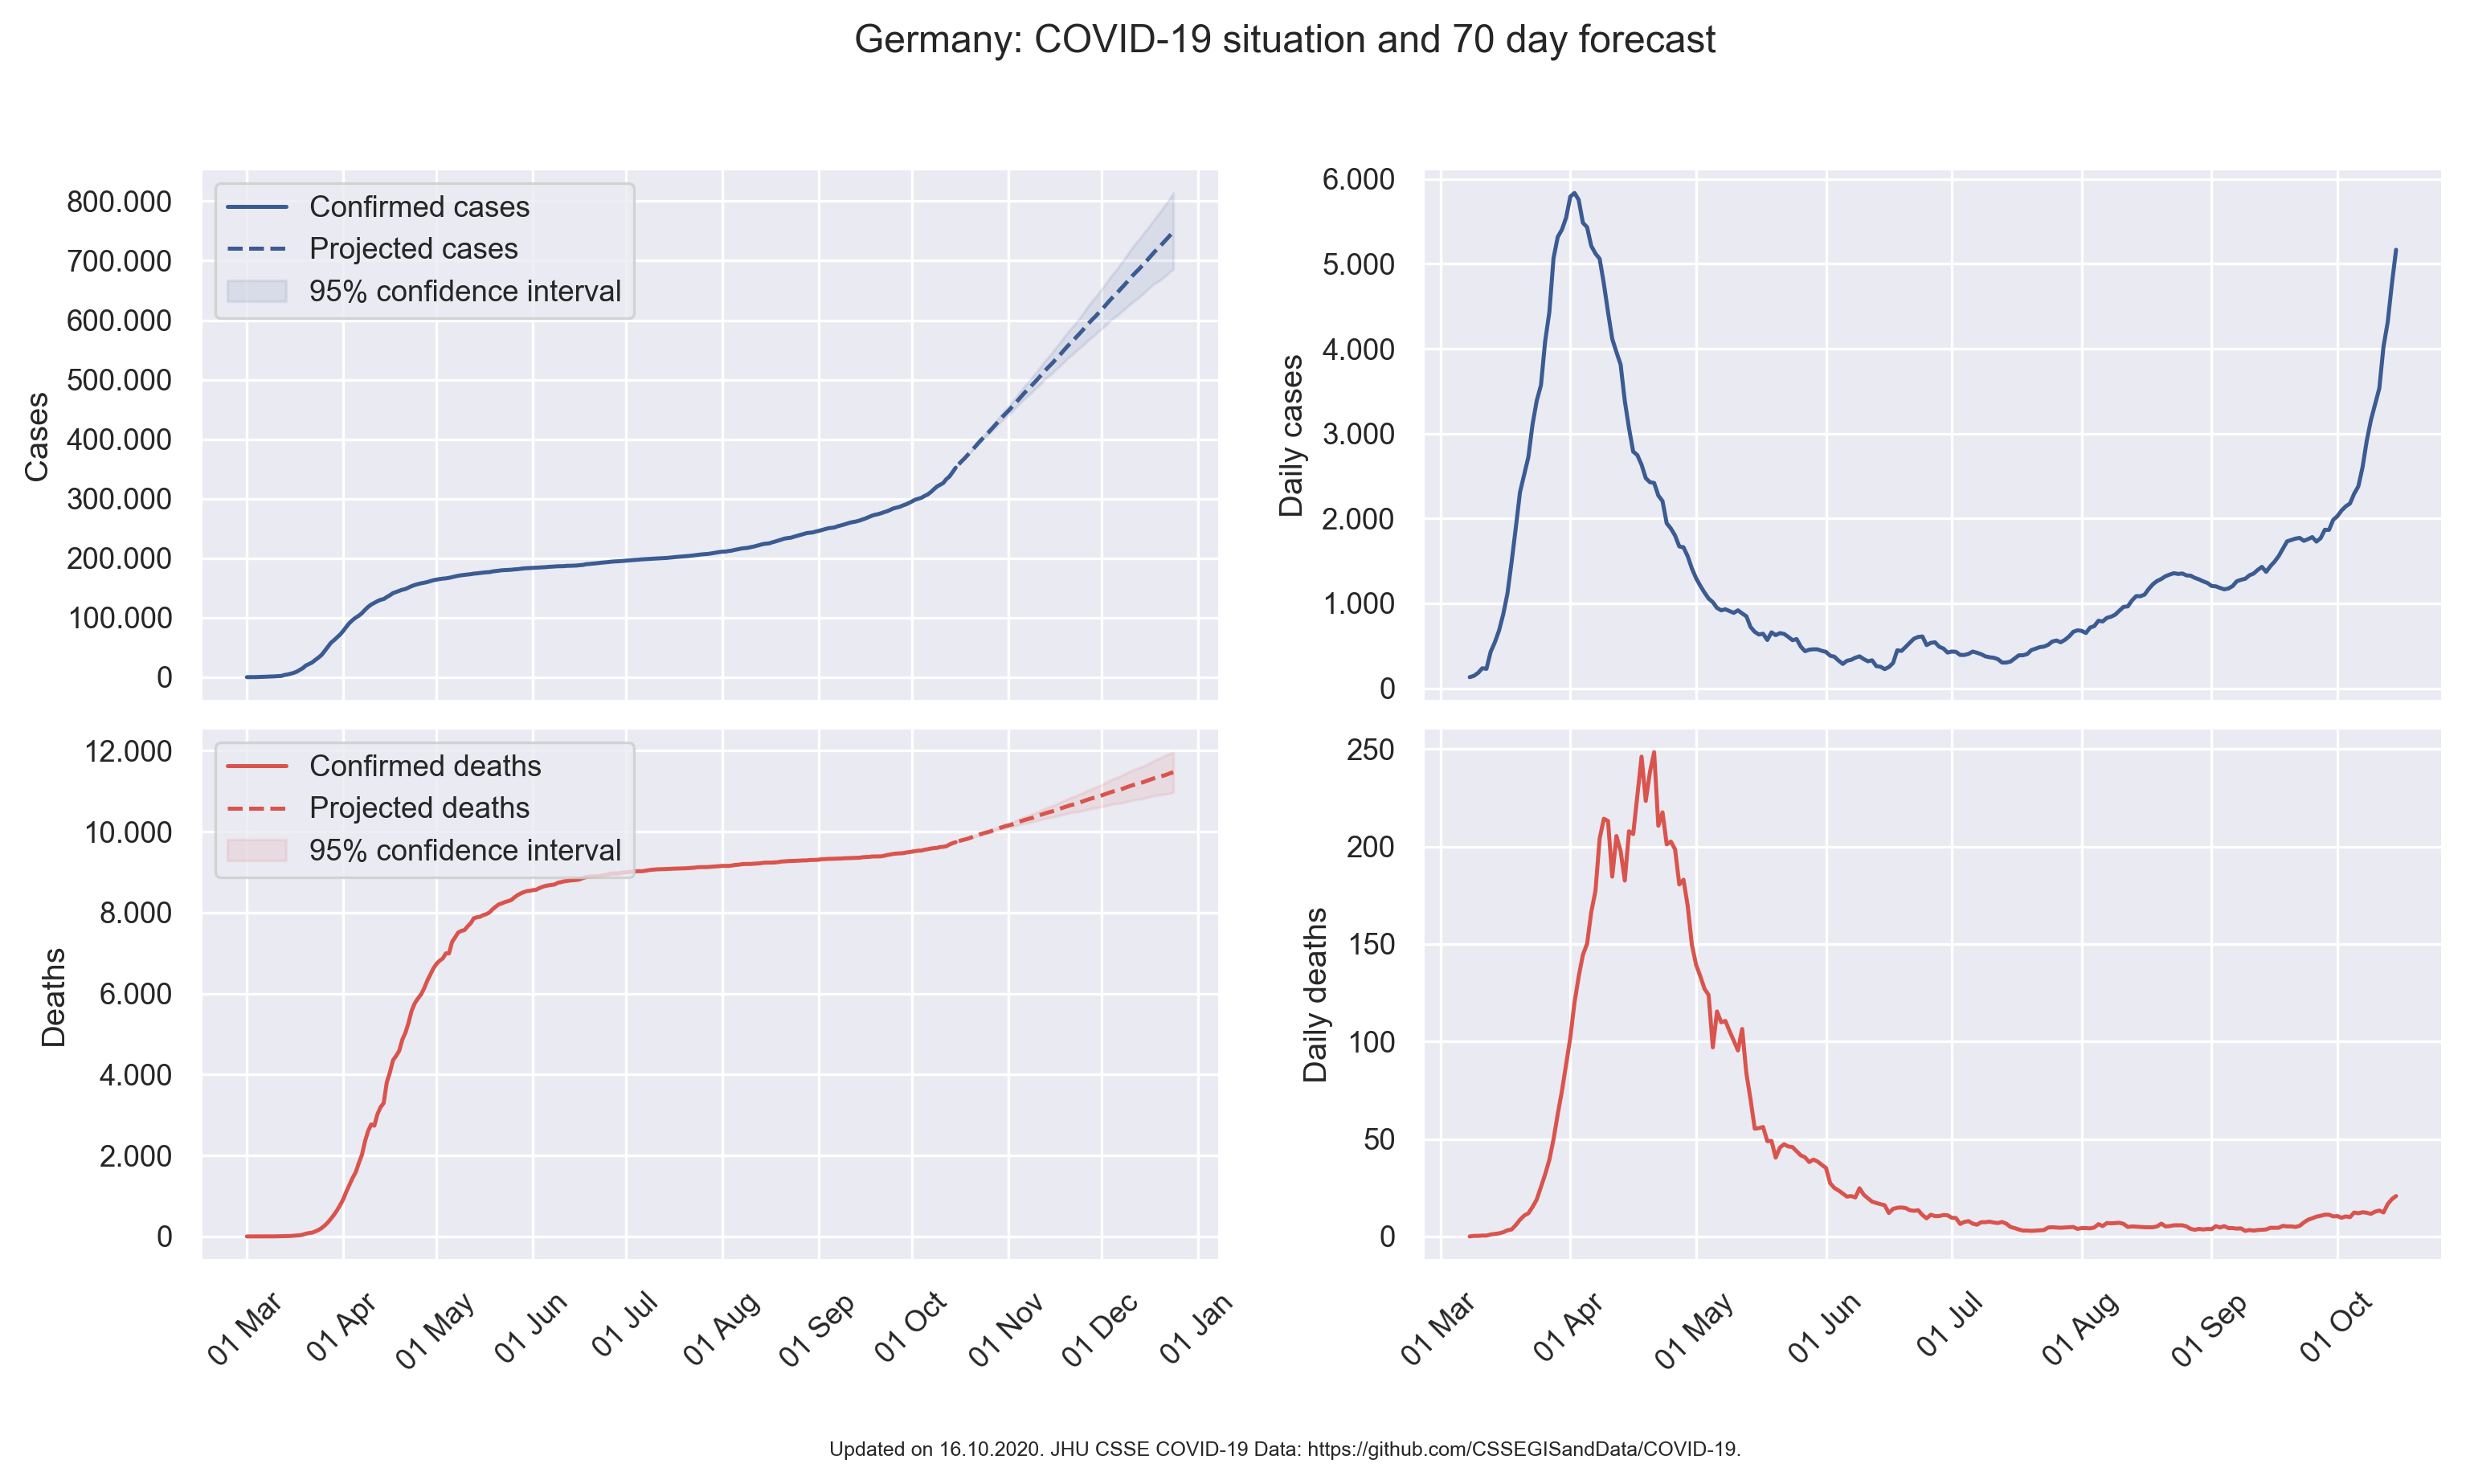 Germany: COVID-19 situation and 70 day forecast
800.000
700.000
600.000
500.000
400.000
300.000
200.000
100.000
0
Cases
Confirmed cases
Projected cases
95% confidence interval
6.000
5.000
4.000
3.000
2.000
1.000
0
Daily cases
12.000
10.000
8.000
6.000
4.000
2.000
0
Deaths
Confirmed deaths
Projected deaths
95% confidence interval
250
200
150
100
50
0
Daily deaths
01 Mar
01 Apr
01 May
01 Jun
01 Jul
01 Aug
01 Sep
01 Oct
01 Nov
01 Dec
01 Jan
01 Mar
01 Apr
01 May
01 Jun
01 Jul
01 Aug
01 Sep
01 Oct
Updated on 16.10.2020. JHU CSSE COVID-19 Data: https://github.com/CSSEGISandData/COVID-19.